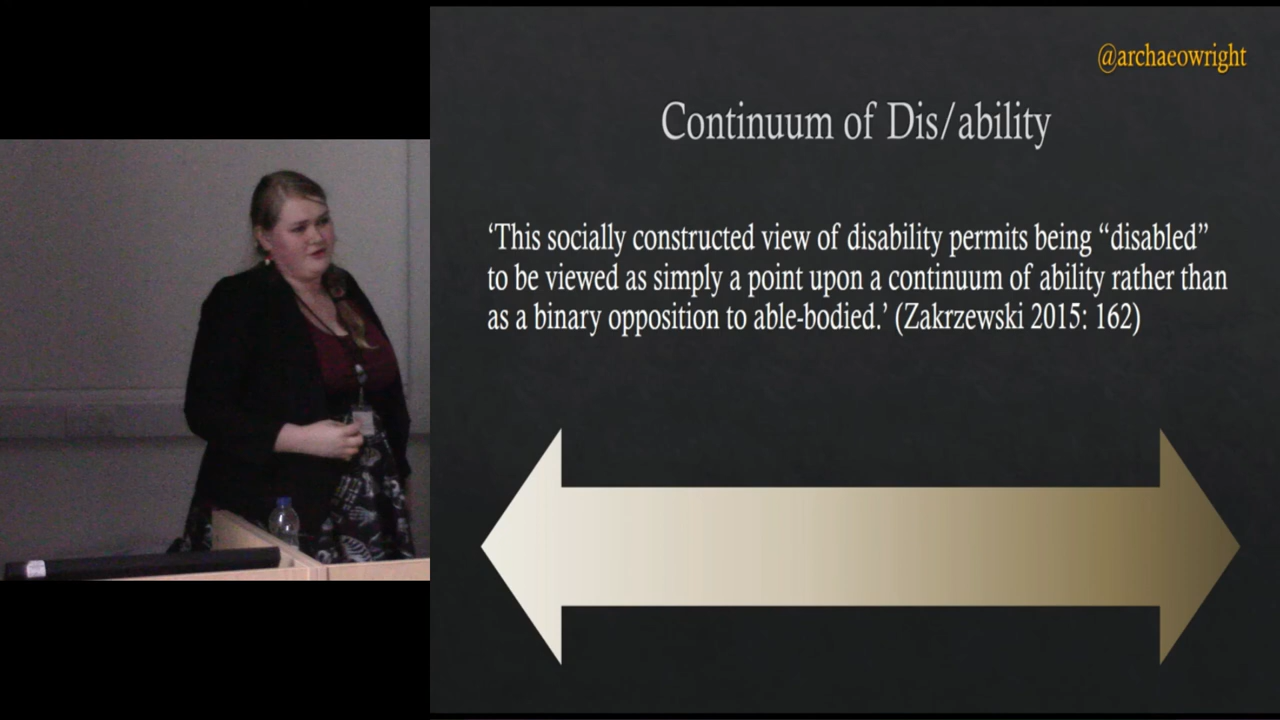 @archaeowright
Continuum of Dis/ability
‘This socially constructed view of disability permits being “disabled”
to be viewed as simply a point upon a continuum of ability rather than
as a binary opposition to able-bodied.’ (Zakrzewski 2015: 162)